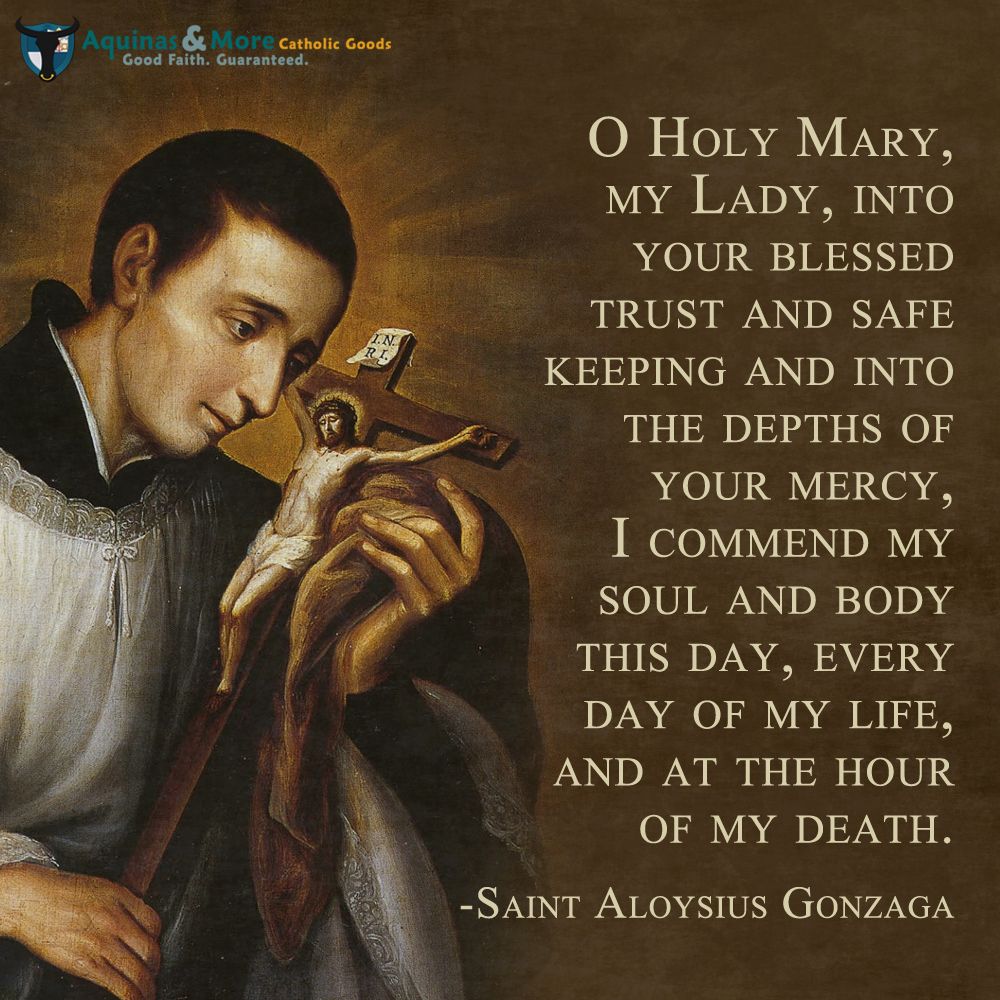 Aquinas & More Catholic Goods
Good Faith. Guaranteed.
I.N.
R.I.
O Holy Mary,
my Lady, into
your blessed
trust and safe
keeping and into
the depths of
your mercy,
I commend my
soul and body
this day, every
day of my life,
and at the hour
of my death.
-Saint Aloysius Gonzaga